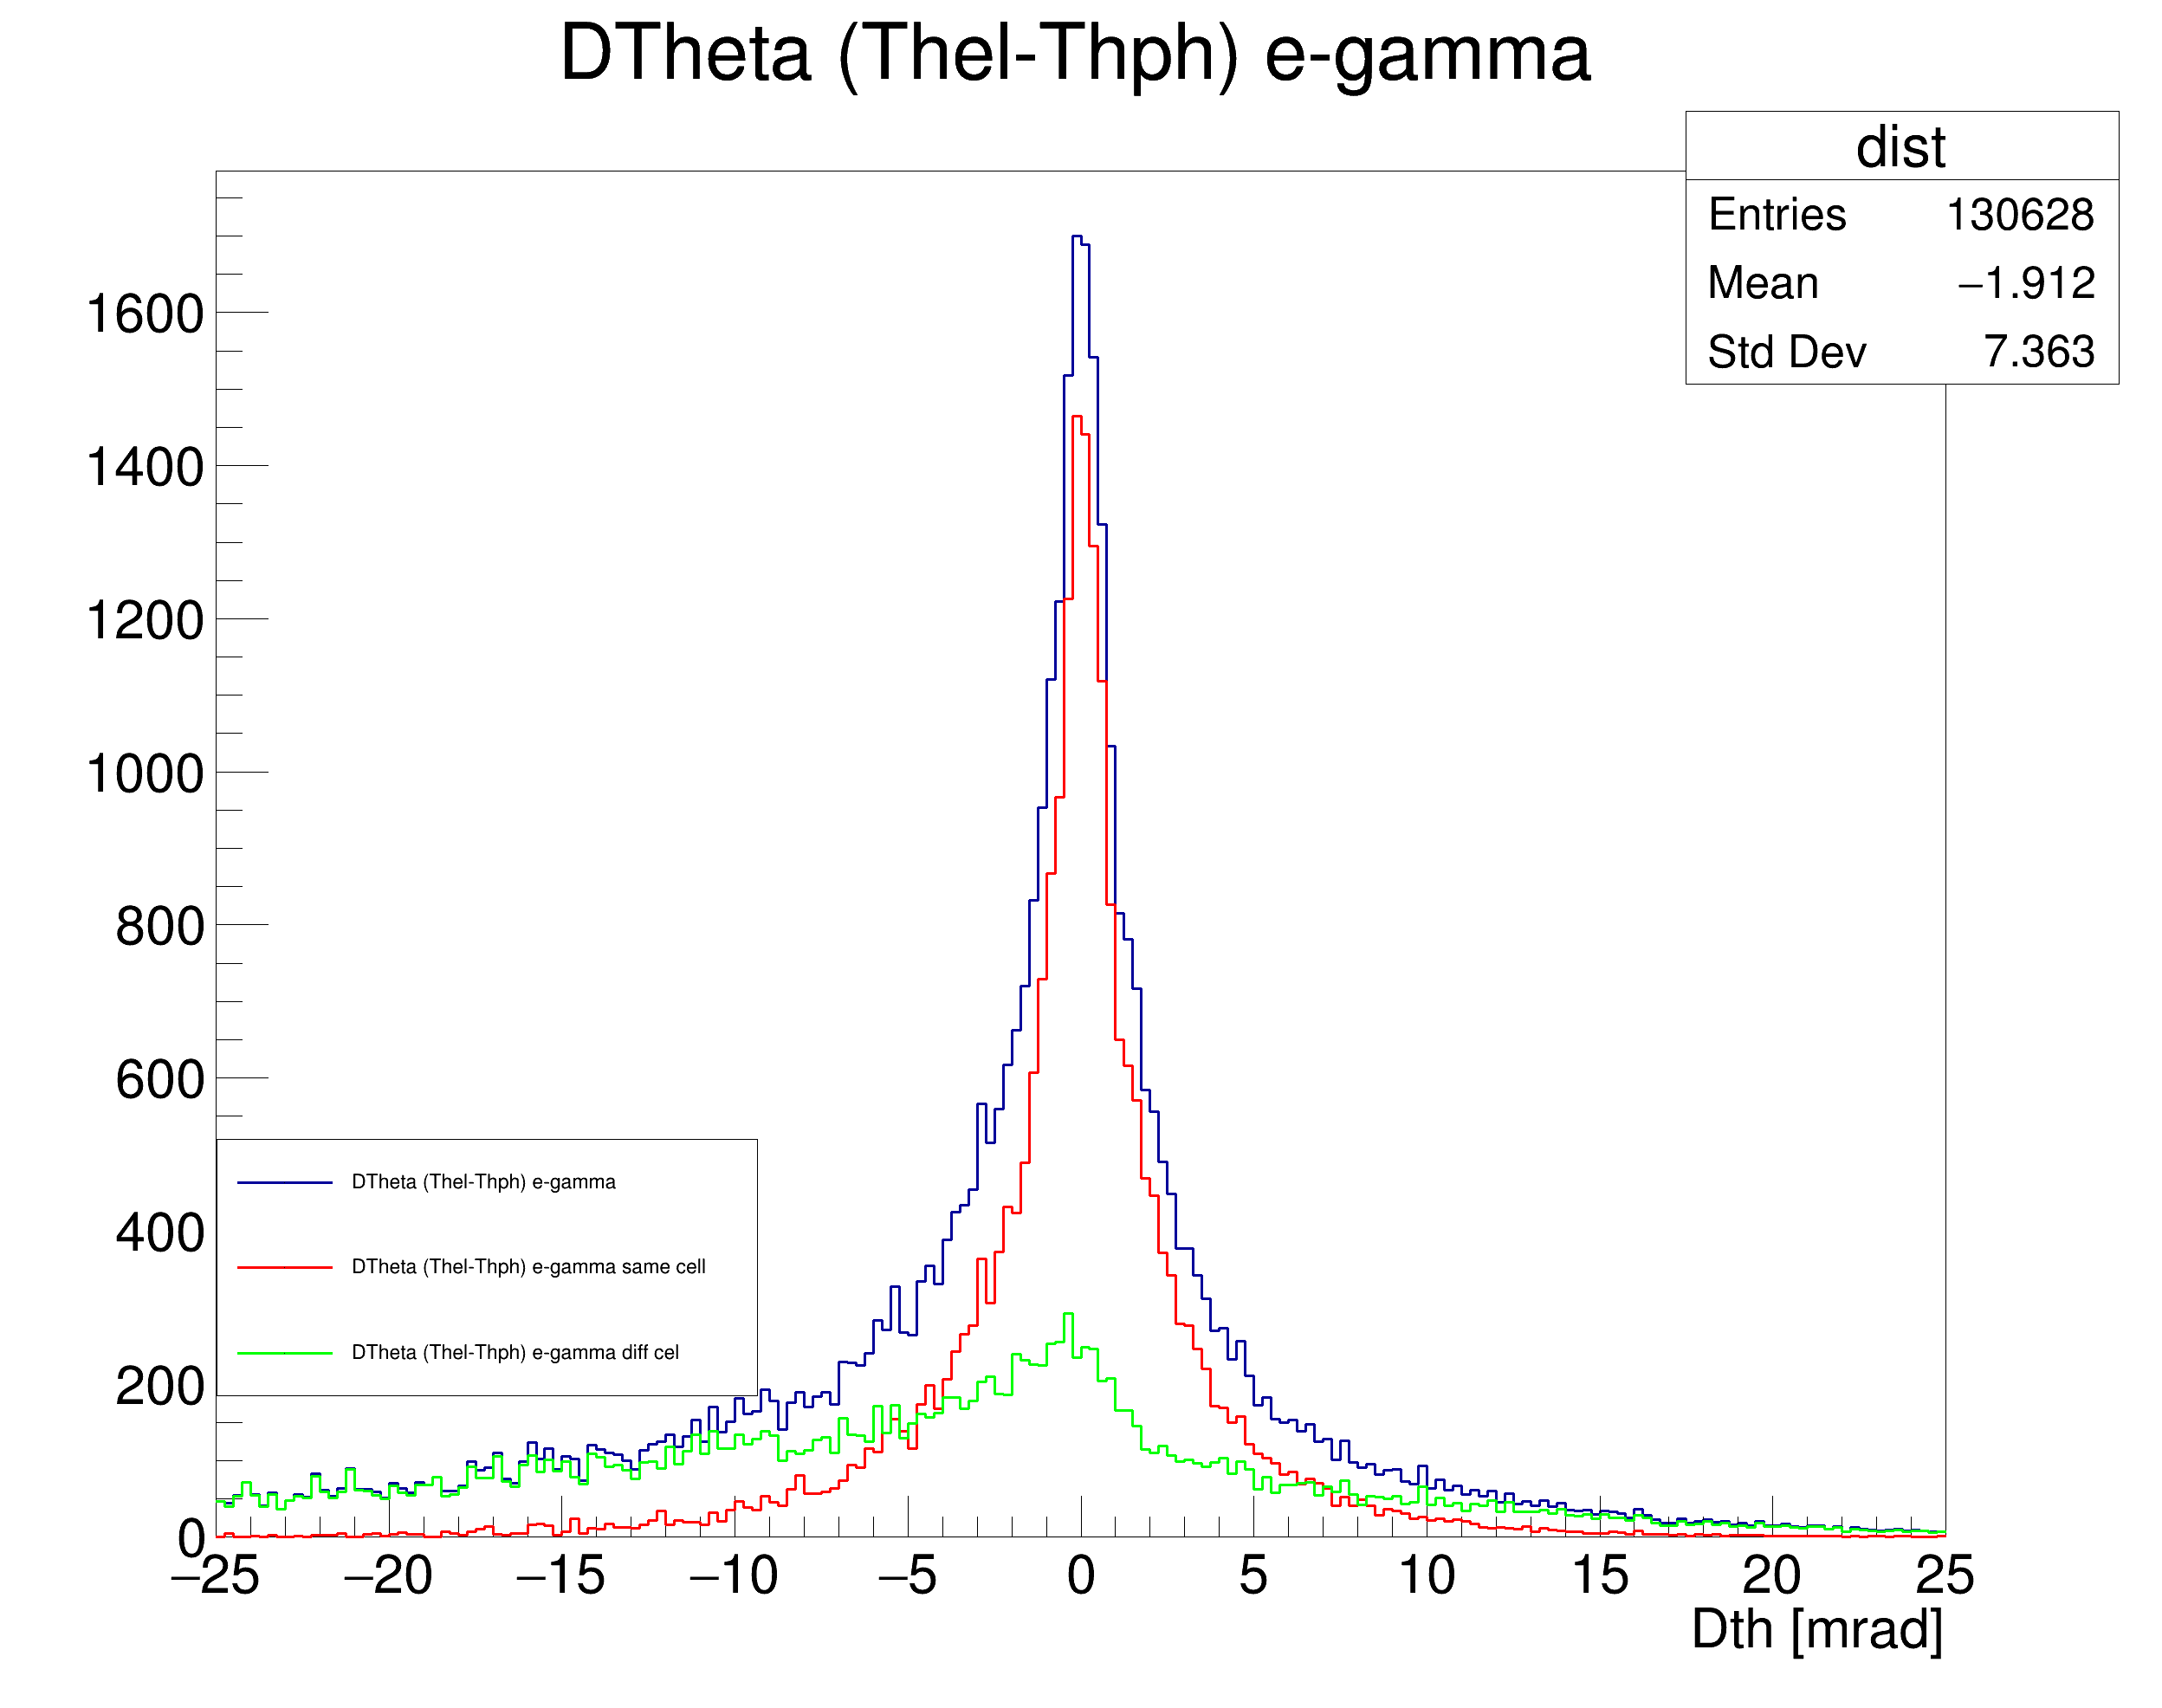 DTheta (Thel-Thph) e-gamma
dist
Entries 130628
Mean −1.912
Std Dev 7.363
1600
1400
1200
1000
800
600
400
200
0
DTheta (Thel-Thph) e-gamma
DTheta (Thel-Thph) e-gamma same cell
DTheta (Thel-Thph) e-gamma diff cel
−25 −20 −15 −10 −5 0 5 10 15 20 25
Dth [mrad]